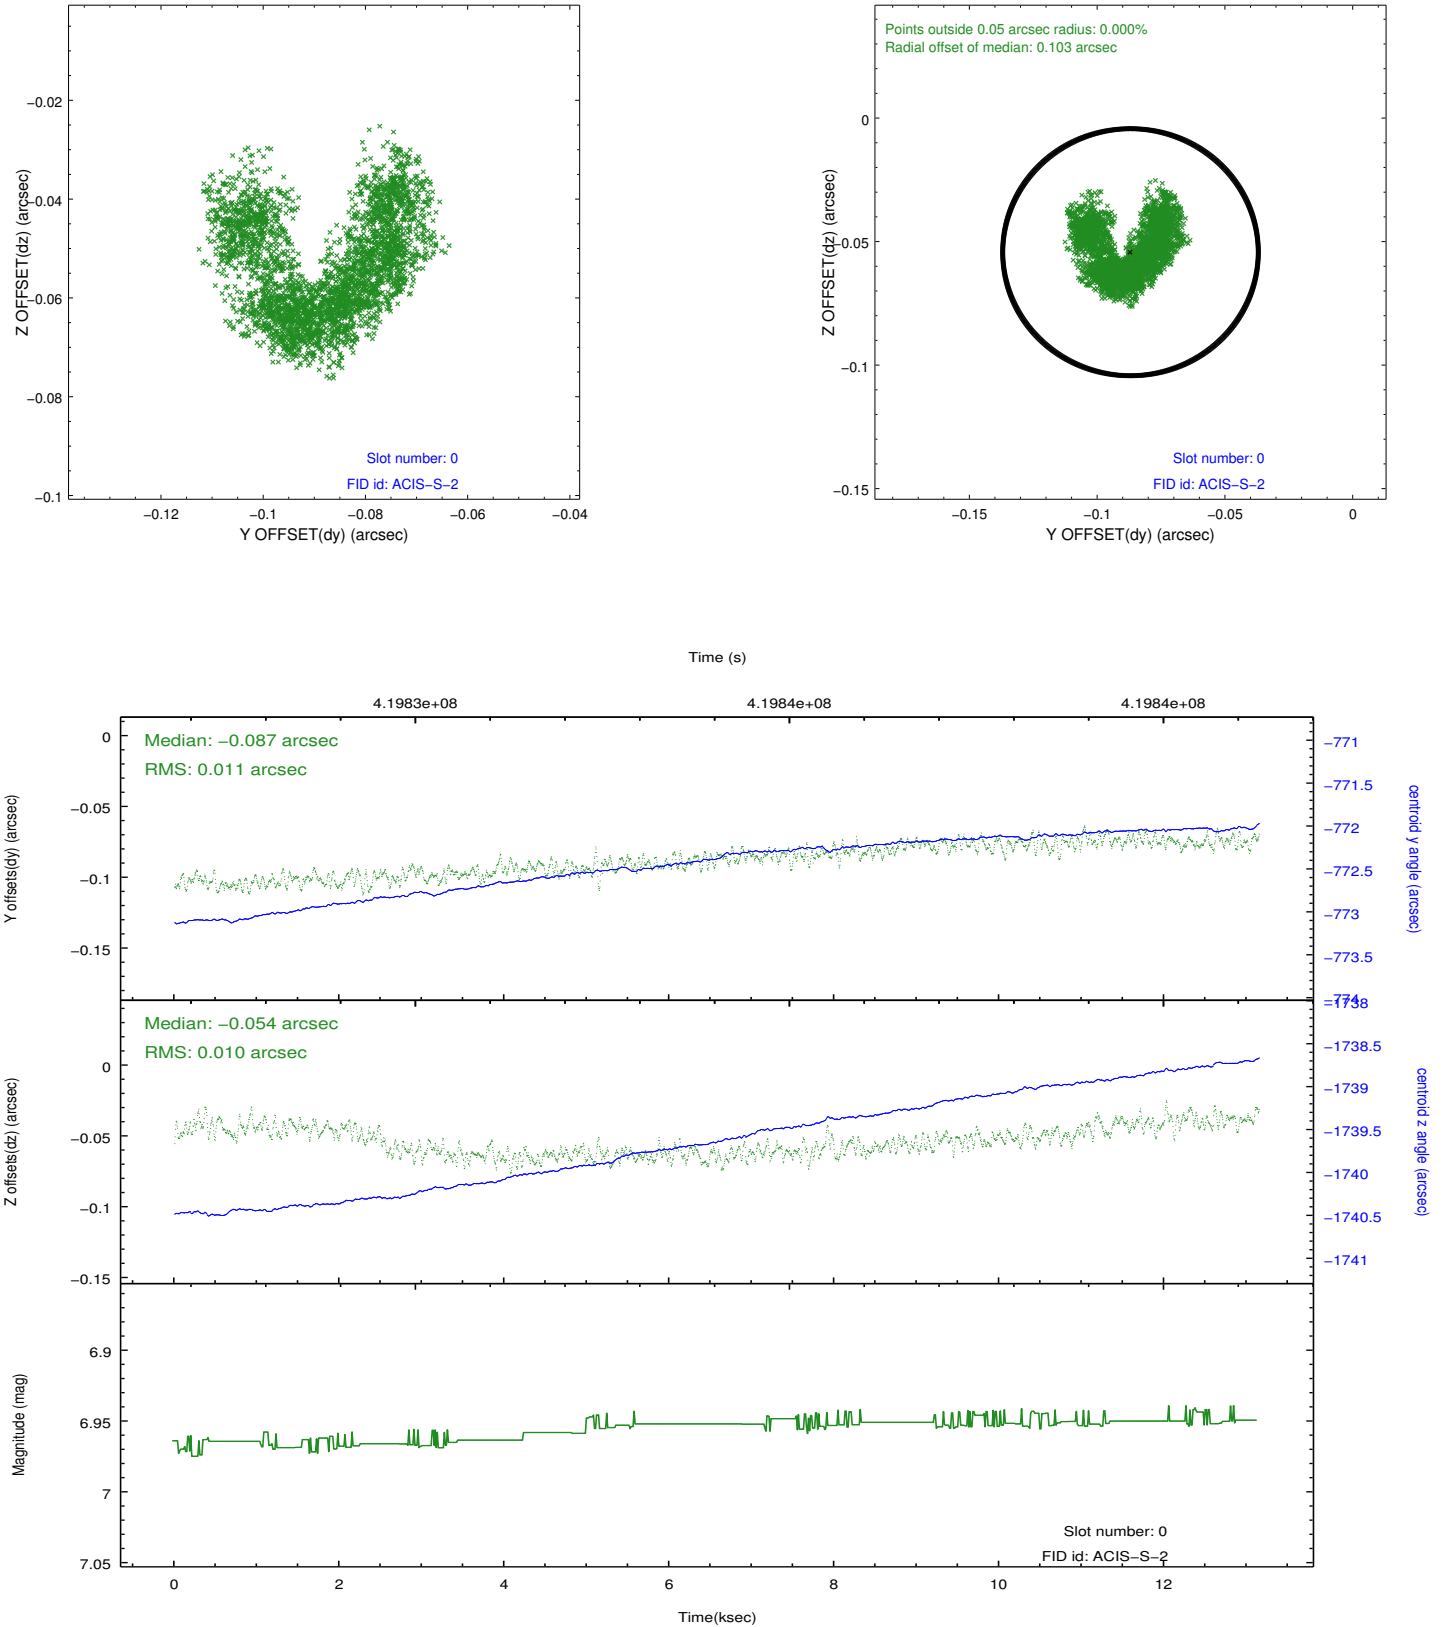 −0.02
−0.04
−0.06
−0.08
−0.1
Z OFFSET(dz) (arcsec)
Slot number: 0
FID id: ACIS−S−2
−0.12
−0.1
−0.08
−0.06
−0.04
Y OFFSET(dy) (arcsec)
Points outside 0.05 arcsec radius: 0.000%
Radial offset of median: 0.103 arcsec
0
−0.05
−0.1
−0.15
Z OFFSET(dz) (arcsec)
Slot number: 0
FID id: ACIS−S−2
−0.15
−0.1
−0.05
0
Y OFFSET(dy) (arcsec)
Time (s)
4.1983e+08
4.1984e+08
4.1984e+08
Median: −0.087 arcsec
RMS: 0.011 arcsec
0
−0.05
−0.1
−0.15
Y offsets(dy) (arcsec)
−771
−771.5
−772
−772.5
−773
−773.5
−774
centroid y angle (arcsec)
Median: −0.054 arcsec
RMS: 0.010 arcsec
0
−0.05
−0.1
−0.15
Z offsets(dz) (arcsec)
−1738
−1738.5
−1739
−1739.5
−1740
−1740.5
−1741
centroid z angle (arcsec)
6.9
6.95
7
7.05
Magnitude (mag)
Slot number: 0
FID id: ACIS−S−2
0
2
4
6
8
10
12
Time(ksec)